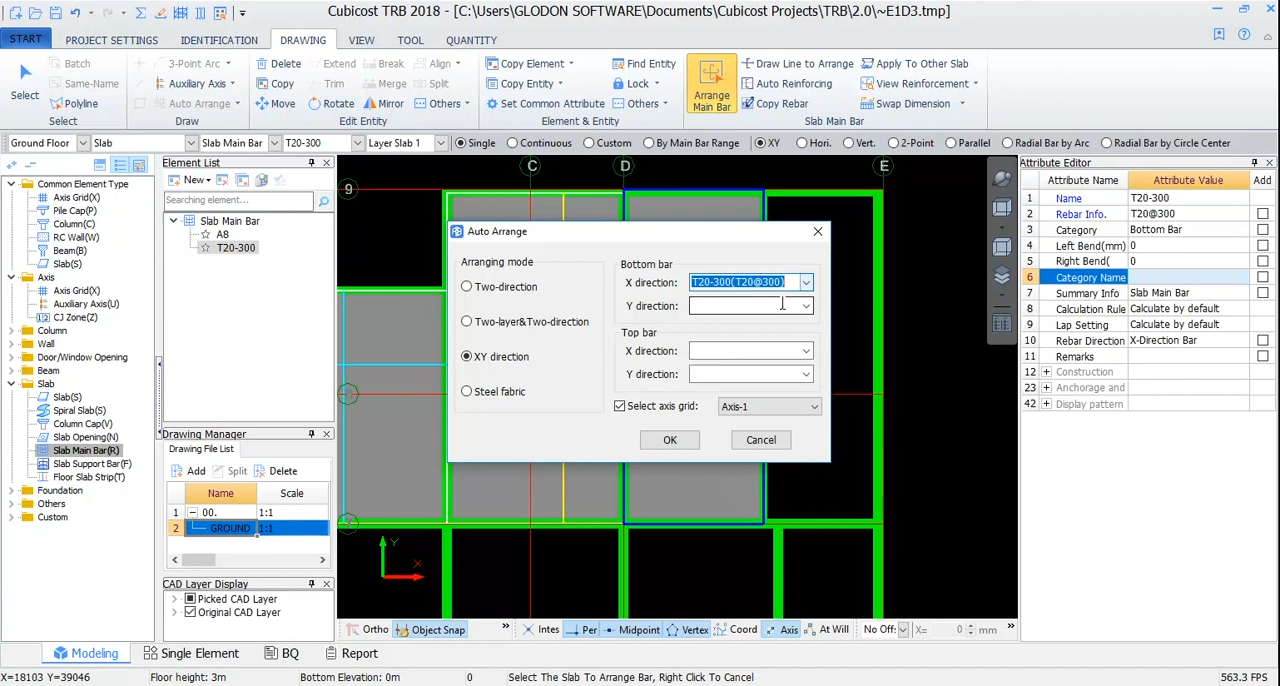 Cubicost TRB 2018 - [C:\Users\GLODON SOFTWARE\Documents\Cubicost Projects\TRB\2.0\~E1D3.tmp]
START PROJECT SETTINGS IDENTIFICATION DRAWING VIEW TOOL QUANTITY
Batch 3-Point Arc Delete Extend Break Align Copy Element Find Entity Draw Line to Arrange Apply To Other Slab
Select Same-Name Auxiliary Axis Copy Trim Merge Split Copy Entity Lock Arrange Main Bar Auto Reinforcing View Reinforcement
Polyline Auto Arrange Move Rotate Mirror Others Set Common Attribute Others Copy Rebar Swap Dimension
Select Draw Edit Entity Element & Entity Slab Main Bar
Ground Floor Slab Slab Main Bar T20-300 Layer Slab 1 Single Continuous Custom By Main Bar Range XY Hori. Vert. 2-Point Parallel Radial Bar by Arc Radial Bar by Circle Center
Common Element Type
Axis Grid(X)
Pile Cap(P)
Column(C)
RC Wall(W)
Beam(B)
Slab(S)
Axis
Axis Grid(X)
Auxiliary Axis(U)
CJ Zone(Z)
Column
Wall
Door/Window Opening
Beam
Slab
Slab(S)
Spiral Slab(S)
Column Cap(V)
Slab Opening(N)
Slab Main Bar(R)
Slab Support Bar(F)
Floor Slab Strip(T)
Foundation
Others
Custom
Element List
New
Searching element...
Slab Main Bar
A8
T20-300
Drawing Manager
Drawing File List
Add Split Delete
Name Scale
1 00. 1:1
2 GROUND 1:1
CAD Layer Display
Picked CAD Layer
Original CAD Layer
C D E
9
Y
X
Auto Arrange
Arranging mode
Two-direction
Two-layer&Two-direction
XY direction
Steel fabric
Bottom bar
X direction: T20-300(T20@300)
Y direction:
Top bar
X direction:
Y direction:
Select axis grid: Axis-1
OK Cancel
Attribute Editor
Attribute Name Attribute Value Add
1 Name T20-300
2 Rebar Info. T20@300
3 Category Bottom Bar
4 Left Bend(mm) 0
5 Right Bend( 0
6 Category Name
7 Summary Info Slab Main Bar
8 Calculation Rule Calculate by default
9 Lap Setting Calculate by default
10 Rebar Direction X-Direction Bar
11 Remarks
12 Construction
23 Anchorage and
42 Display pattern
Ortho Object Snap » Intes Per Midpoint Vertex Coord Axis At Will No Off: X= 0 mm »
Modeling Single Element BQ Report
X=18103 Y=39046 Floor height: 3m Bottom Elevation: 0m 0 Select The Slab To Arrange Bar, Right Click To Cancel 563.3 FPS